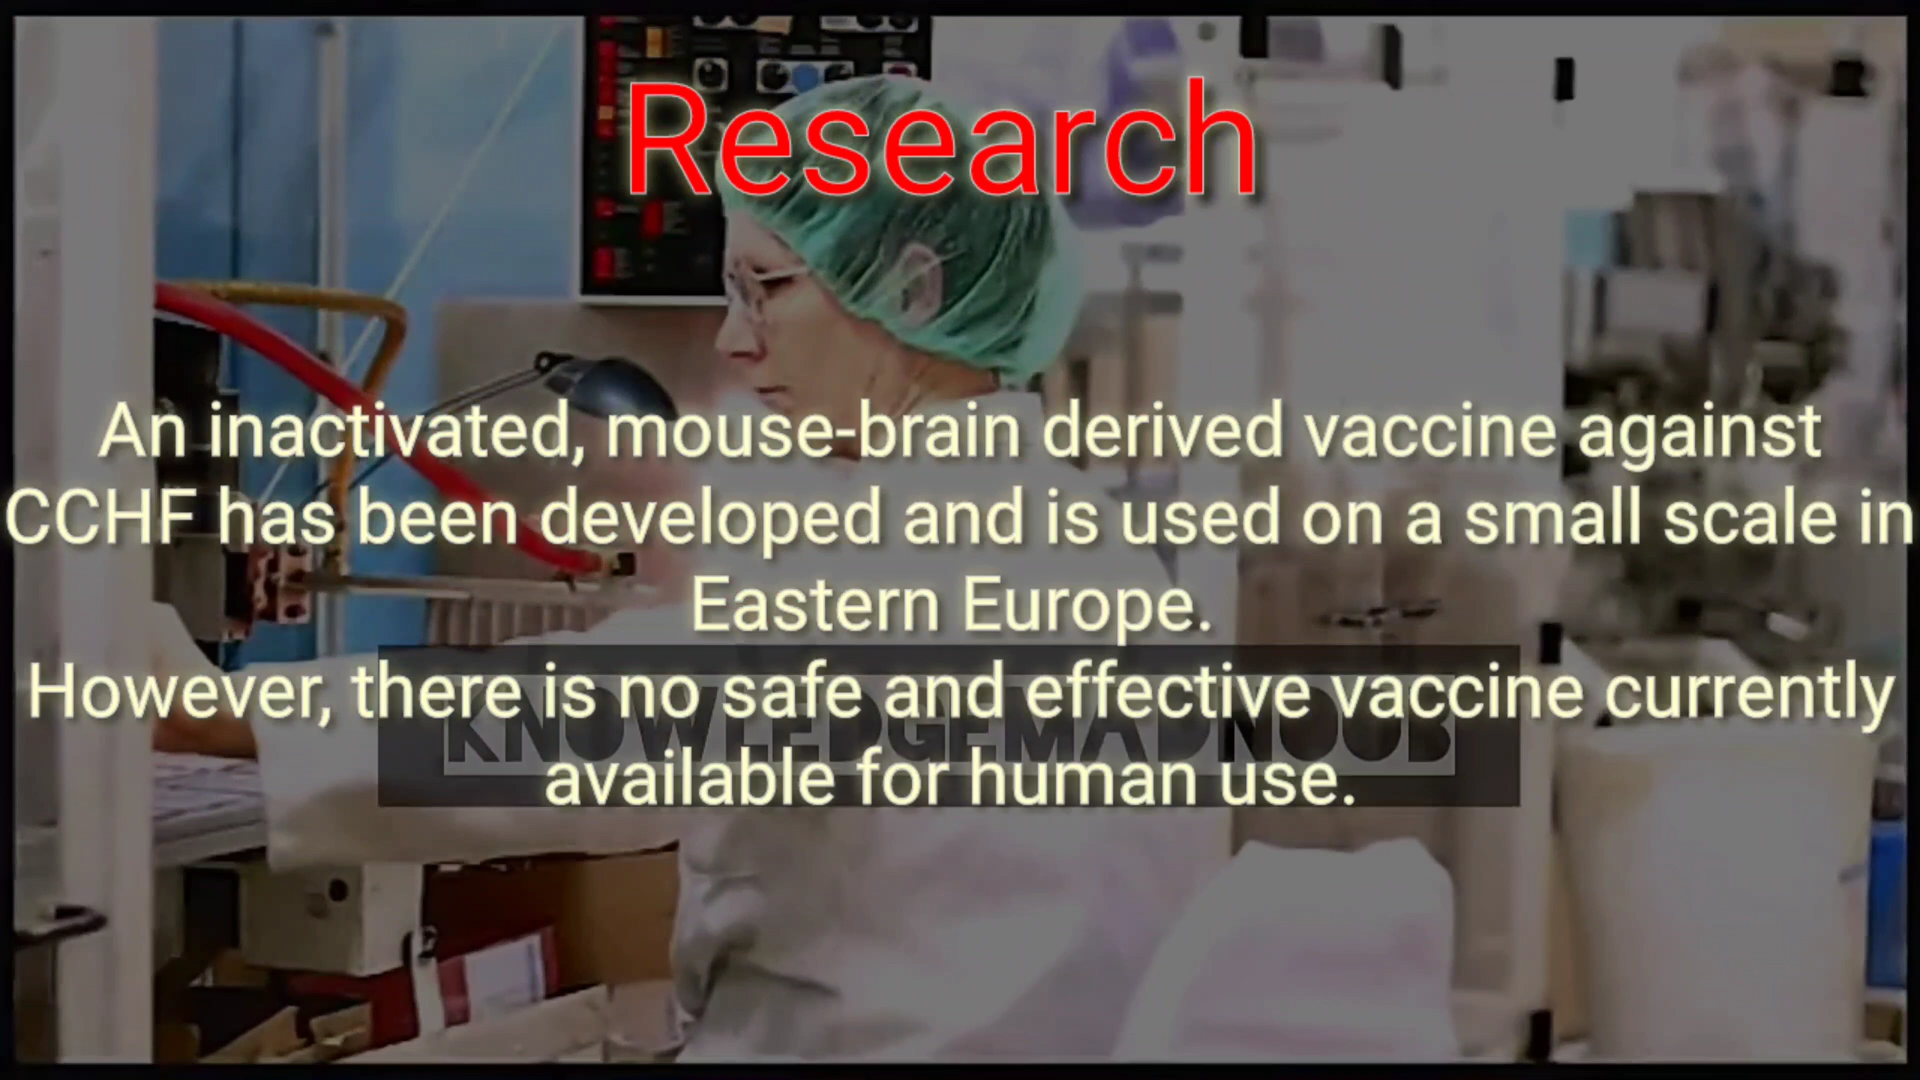 Research
An inactivated, mouse-brain derived vaccine against
CCHF has been developed and is used on a small scale in
Eastern Europe.
However, there is no safe and effective vaccine currently
KNOWLEDGEMADNOOB
available for human use.